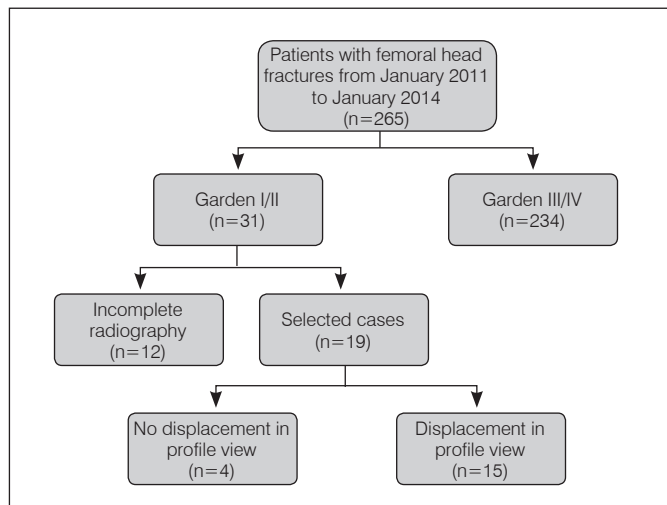 Patients with femoral head
fractures from January 2011
to January 2014
(n=265)
Garden I/II
(n=31)
Garden III/IV
(n=234)
Incomplete
radiography
(n=12)
Selected cases
(n=19)
No displacement in
profile view
(n=4)
Displacement in
profile view
(n=15)